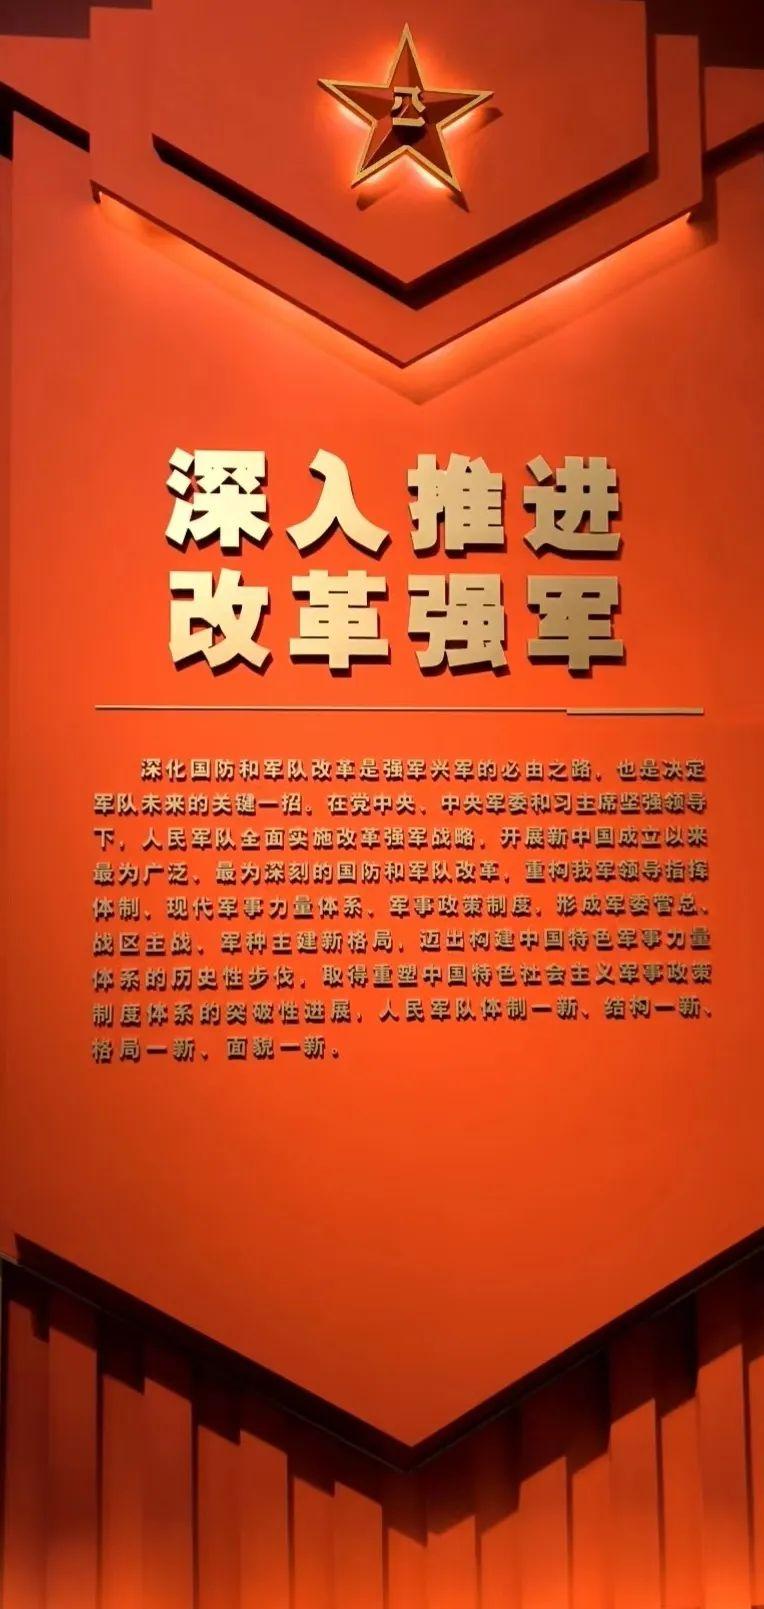 八一
深入推进
改革强军
深化国防和军队改革是强军兴军的必由之路，也是决定
军队未来的关键一招。在党中央、中央军委和习主席坚强领导
下，人民军队全面实施改革强军战略，开展新中国成立以来
最为广泛、最为深刻的国防和军队改革，重构我军领导指挥
体制、现代军事力量体系、军事政策制度，形成军委管总、
战区主战、军种主建新格局，迈出构建中国特色军事力量
体系的历史性步伐，取得重塑中国特色社会主义军事政策
制度体系的突破性进展，人民军队体制一新、结构一新、
格局一新、面貌一新。